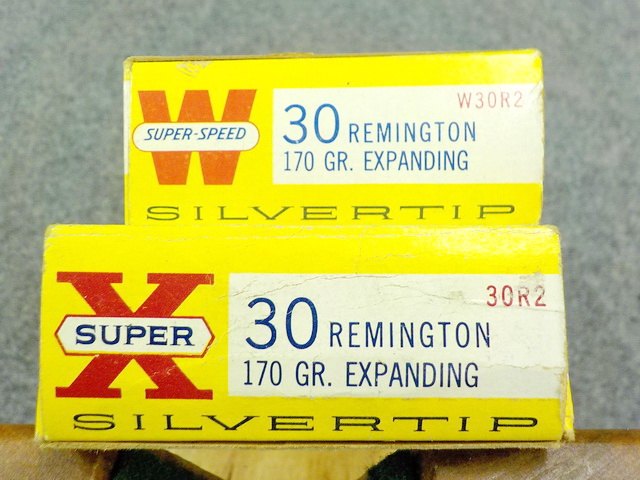 W
SUPER-SPEED
W30R2
30 REMINGTON
170 GR. EXPANDING
SILVERTIP
X
SUPER
30R2
30 REMINGTON
170 GR. EXPANDING
SILVERTIP